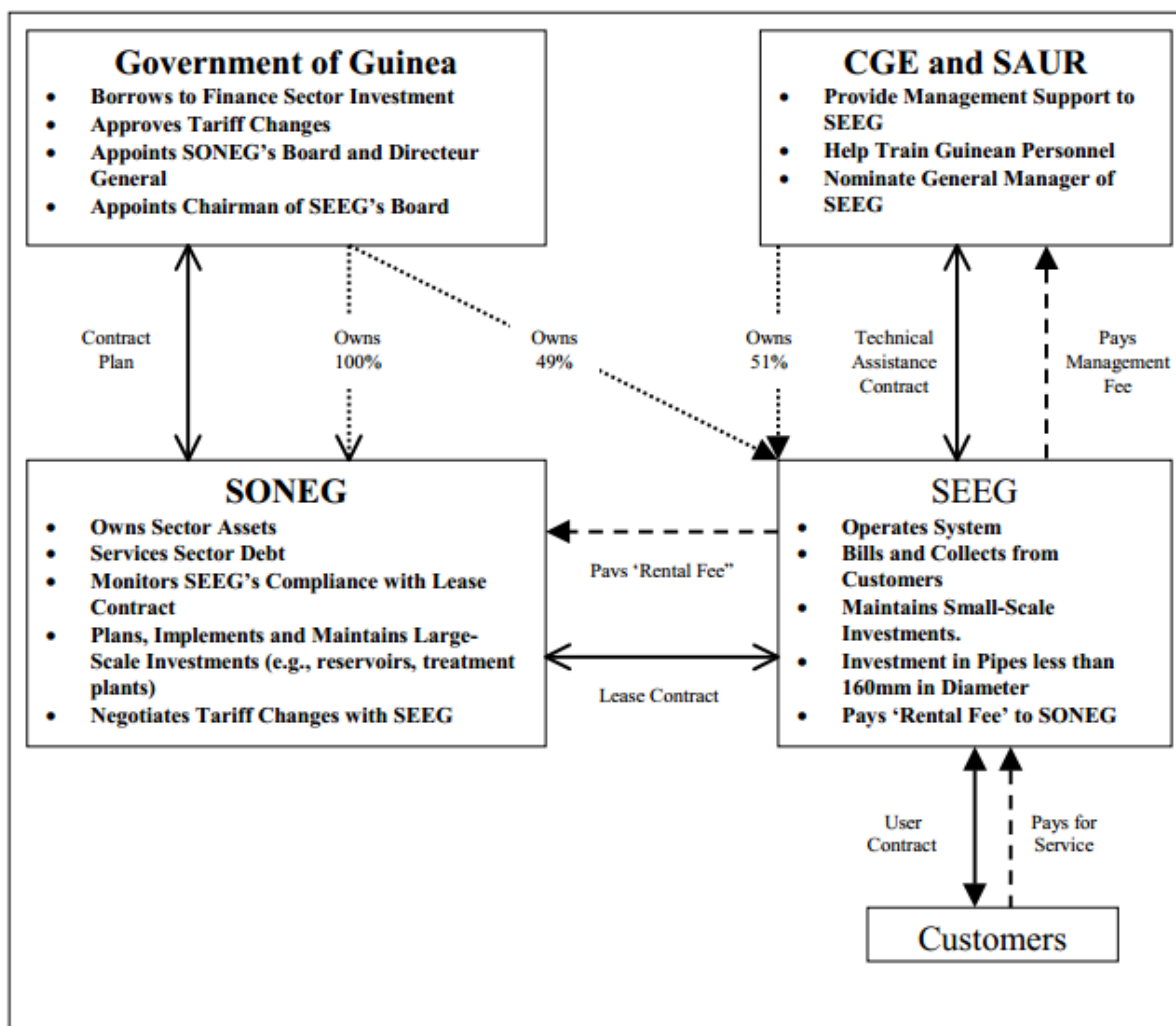 Government of Guinea
• Borrows to Finance Sector Investment
• Approves Tariff Changes
• Appoints SONEG's Board and Directeur
General
• Appoints Chairman of SEEG's Board
CGE and SAUR
• Provide Management Support to
SEEG
• Help Train Guinean Personnel
• Nominate General Manager of
SEEG
Contract
Plan
Owns
100%
Owns
49%
Owns
51%
Technical
Assistance
Contract
Pays
Management
Fee
SONEG
• Owns Sector Assets
• Services Sector Debt
• Monitors SEEG's Compliance with Lease
Contract
• Plans, Implements and Maintains Large-
Scale Investments (e.g., reservoirs, treatment
plants)
• Negotiates Tariff Changes with SEEG
Pavs ‘Rental Fee”
Lease Contract
SEEG
• Operates System
• Bills and Collects from
Customers
• Maintains Small-Scale
Investments.
• Investment in Pipes less than
160mm in Diameter
• Pays ‘Rental Fee’ to SONEG
User
Contract
Pays for
Service
Customers